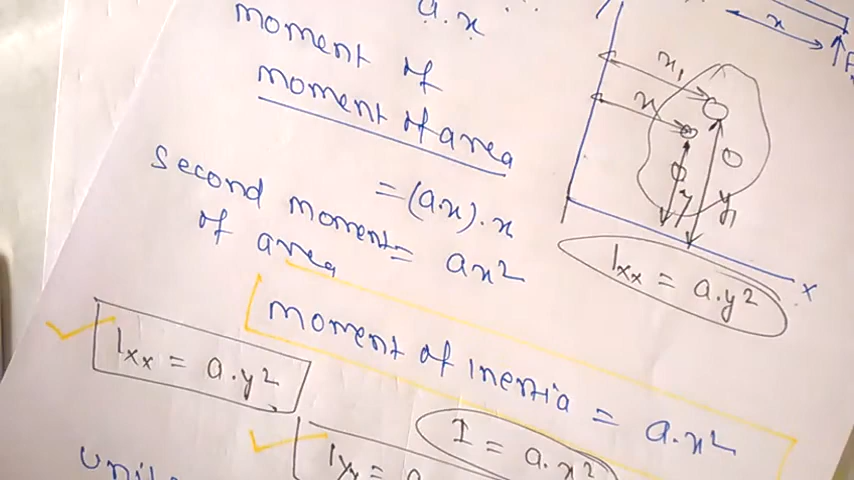 a.x
moment of
moment of area
= (a.x).x
second moment = ax²
of area
moment of inertia = a.x²
Ixx = a.y²
I = a.x²
Iyy = a
x
F
x₁
x
y
y₁
x
Ixx = a.y²